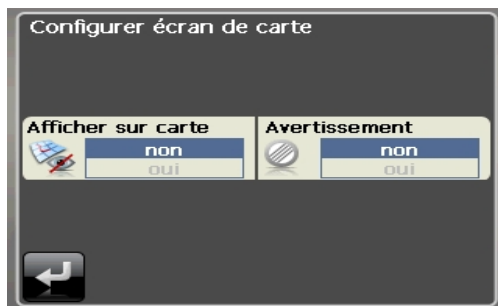 Configurer écran de carte
Afficher sur carte
non
oui
Avertissement
non
oui